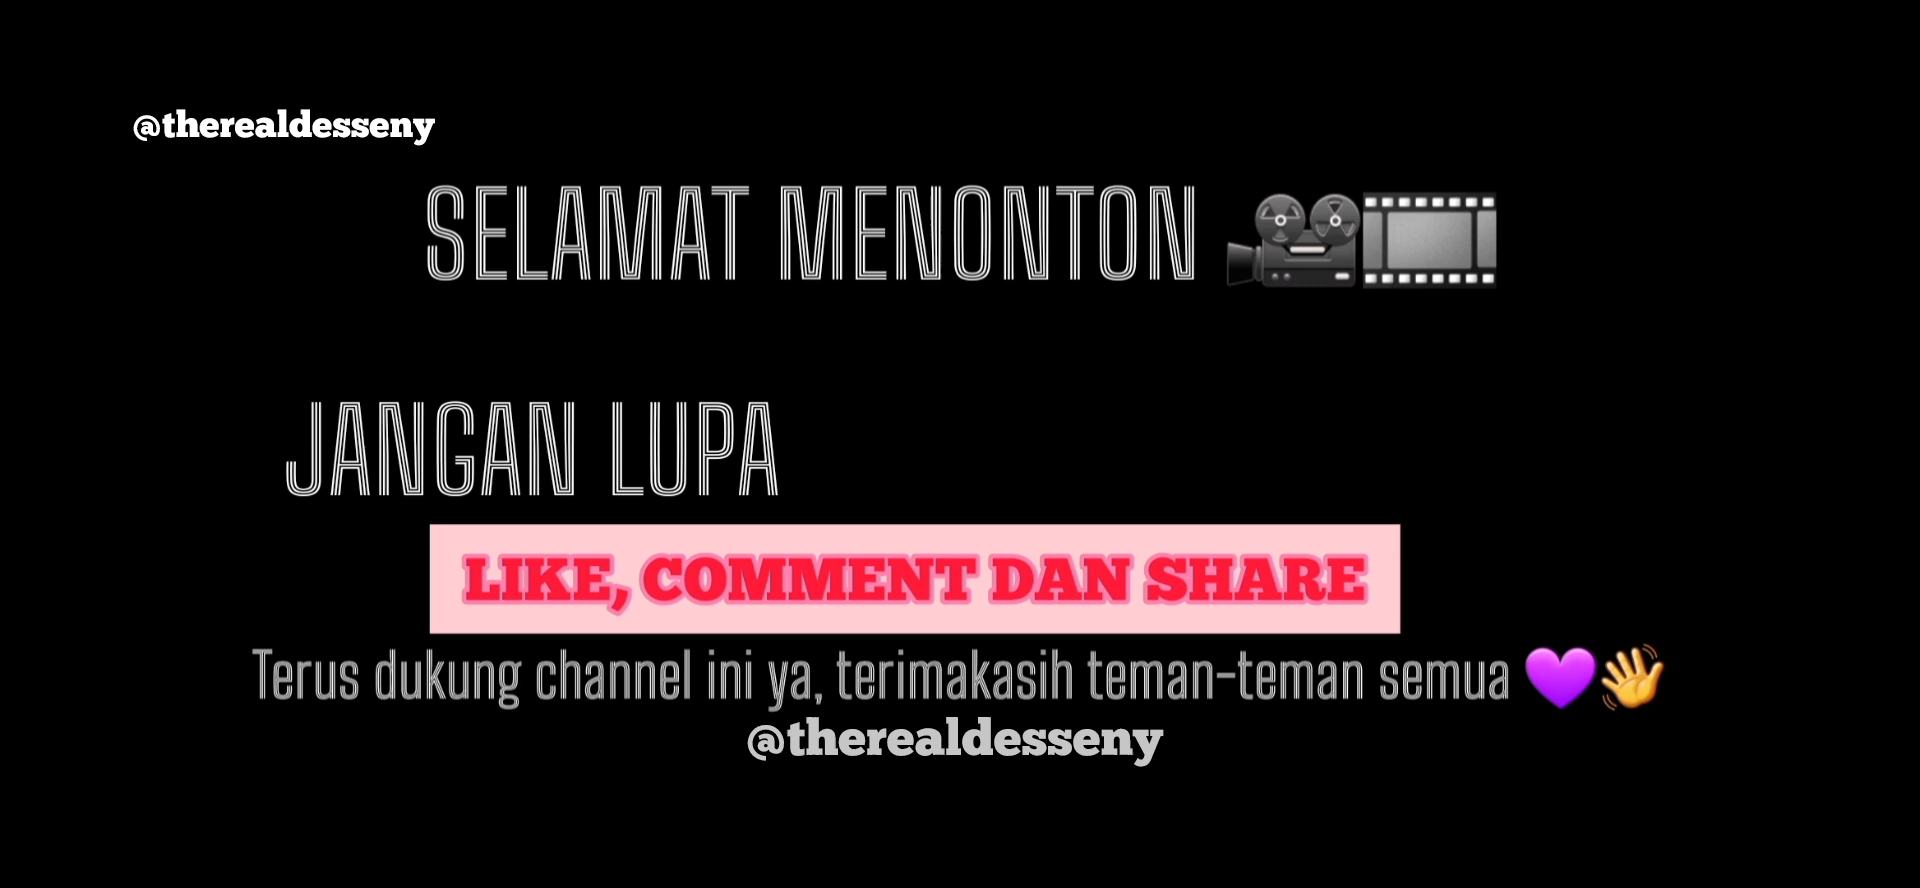 @therealdesseny
SELAMAT MENONTON 🎥🎞️
JANGAN LUPA
LIKE, COMMENT DAN SHARE
Terus dukung channel ini ya, terimakasih teman-teman semua 💜👋
@therealdesseny